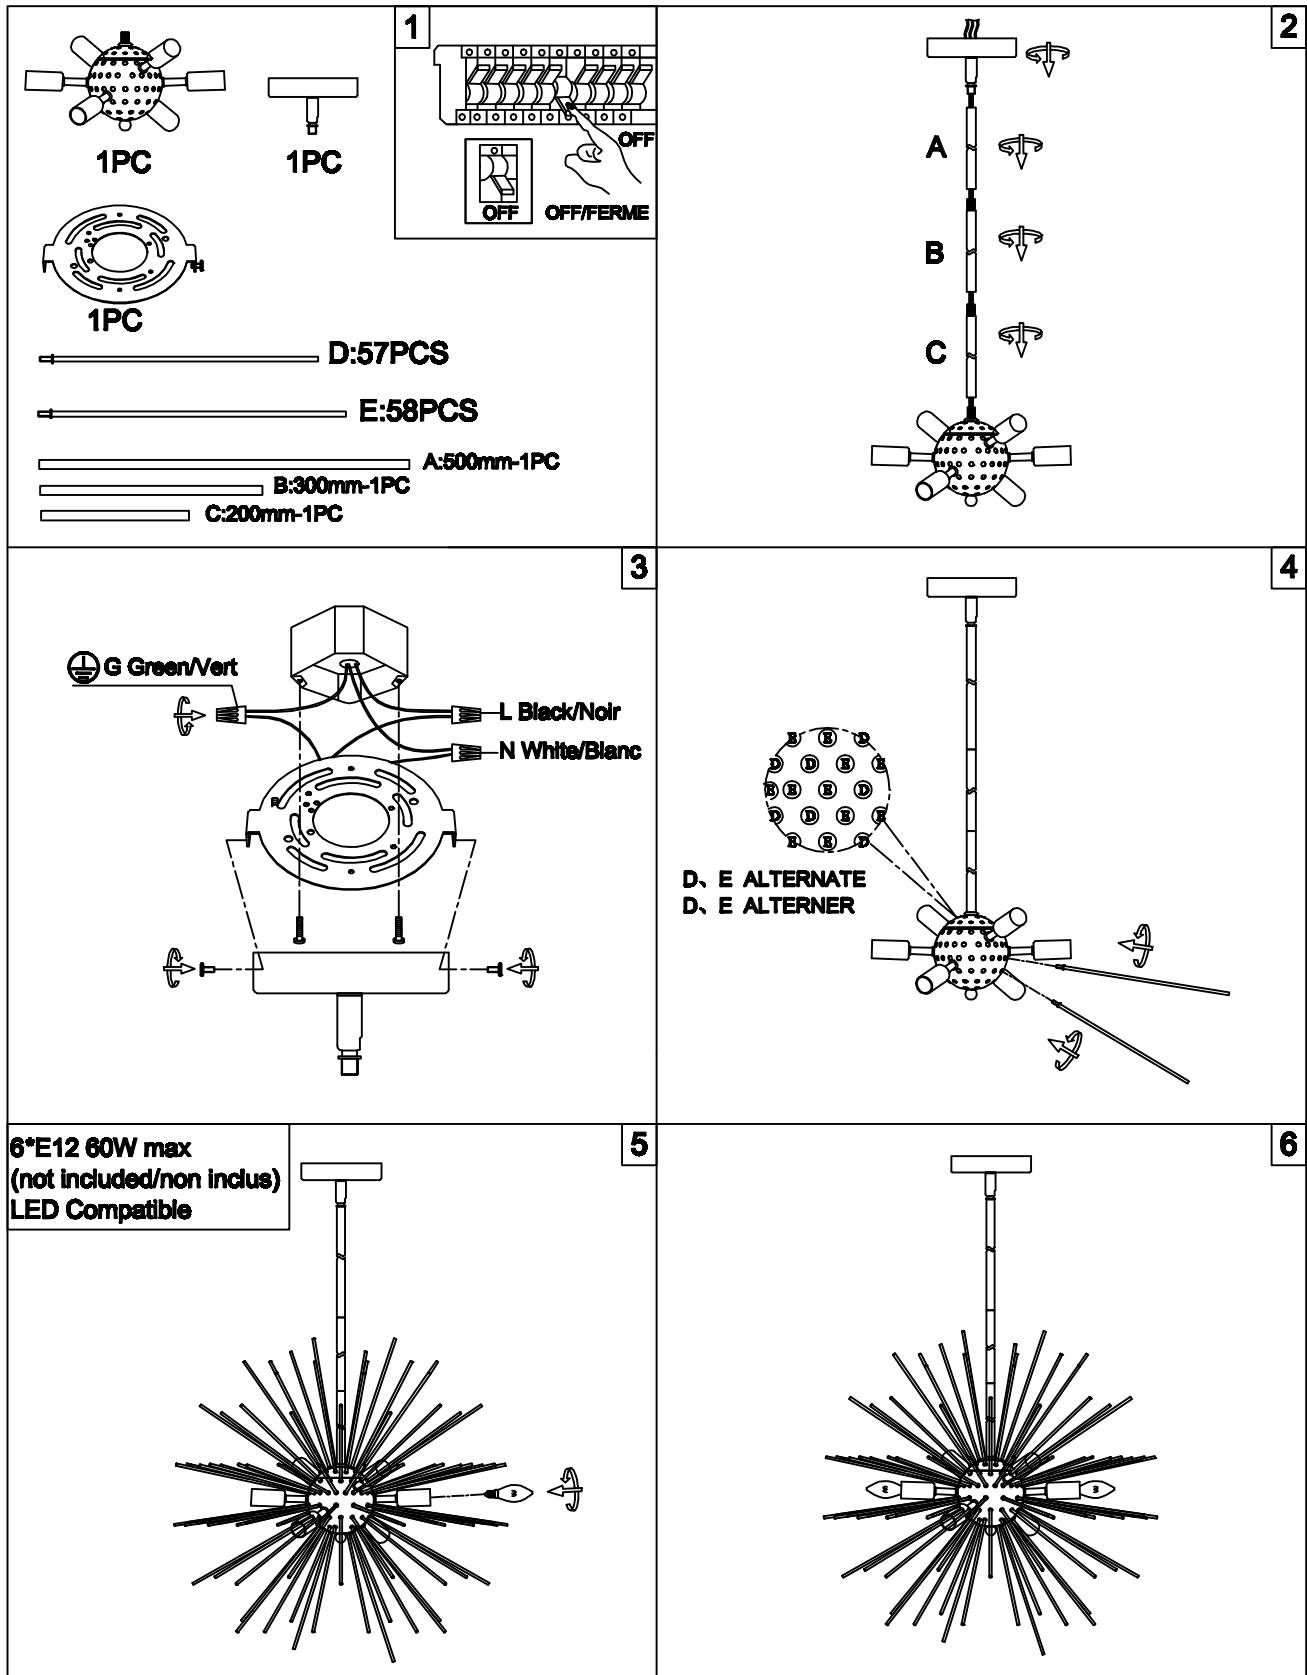 1PC
1PC
1PC
D:57PCS
E:58PCS
A:500mm-1PC
B:300mm-1PC
C:200mm-1PC
1
OFF
OFF
OFF/FERME
2
A
B
C
3
G Green/Vert
L Black/Noir
N White/Blanc
4
E E D
D D E E
E E E D
D D E E
E E D
D、E ALTERNATE
D、E ALTERNER
5
6*E12 60W max
(not included/non inclus)
LED Compatible
6